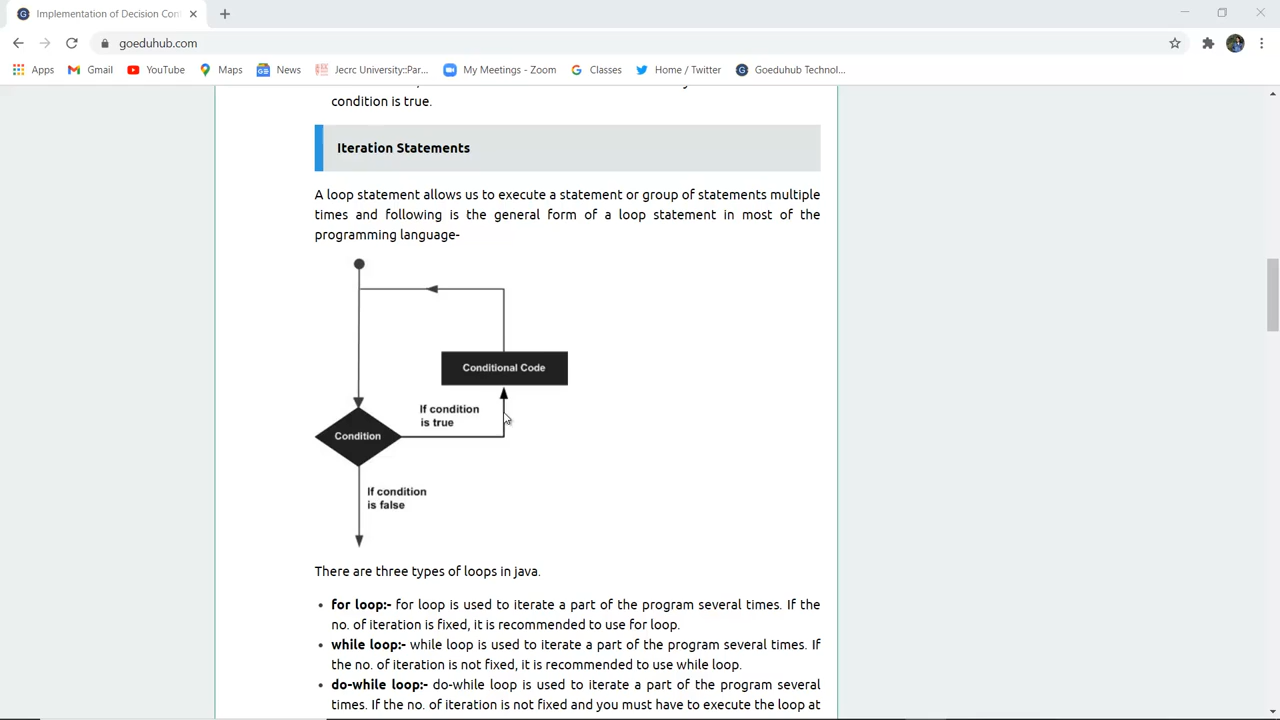 Implementation of Decision Con
goeduhub.com
Apps
Gmail
YouTube
Maps
News
Jecrc University::Par...
My Meetings - Zoom
Classes
Home / Twitter
Goeduhub Technol...
condition is true.
Iteration Statements
A loop statement allows us to execute a statement or group of statements multiple
times and following is the general form of a loop statement in most of the
programming language-
Conditional Code
If condition
is true
Condition
If condition
is false
There are three types of loops in java.
• for loop:- for loop is used to iterate a part of the program several times. If the
no. of iteration is fixed, it is recommended to use for loop.
• while loop:- while loop is used to iterate a part of the program several times. If
the no. of iteration is not fixed, it is recommended to use while loop.
• do-while loop:- do-while loop is used to iterate a part of the program several
times. If the no. of iteration is not fixed and you must have to execute the loop at